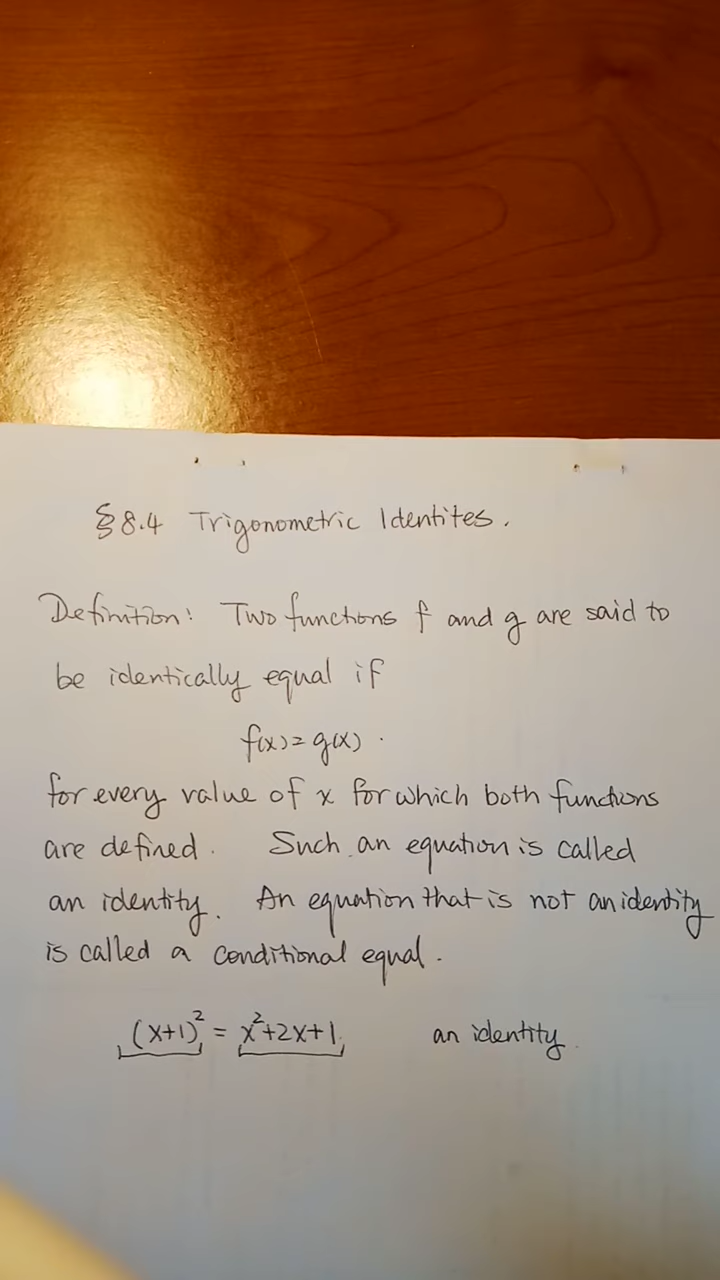 §8.4 Trigonometric Identites.
Definition: Two functions f and g are said to
be identically equal if
f(x)=g(x).
for every value of x for which both functions
are defined. Such an equation is called
an identity. An equation that is not an identity
is called a conditional equal.
(x+1)² = x²+2x+1 an identity.